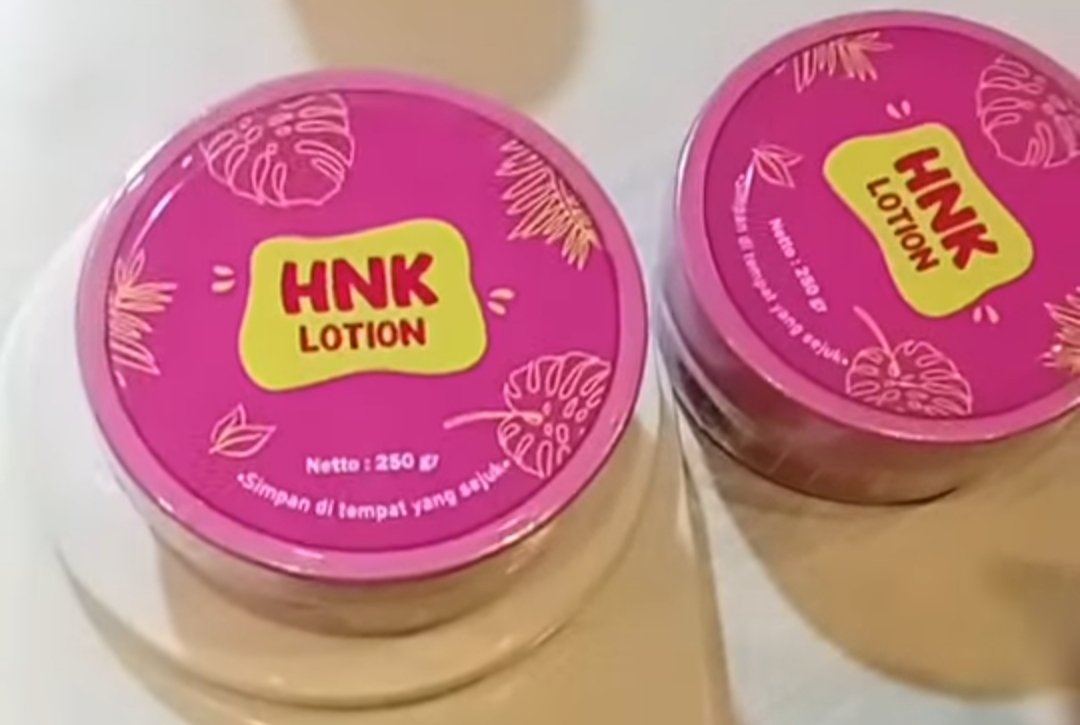 HNK
LOTION
Netto : 250 gr
•Simpan di tempat yang sejuk•
HNK
LOTION
Netto : 250 gr
•Simpan di tempat yang sejuk•